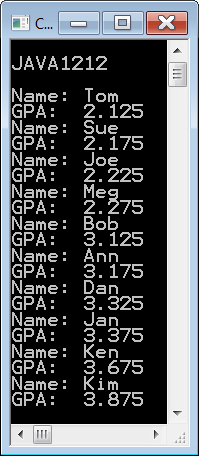 C...
JAVA1212
Name: Tom
GPA: 2.125
Name: Sue
GPA: 2.175
Name: Joe
GPA: 2.225
Name: Meg
GPA: 2.275
Name: Bob
GPA: 3.125
Name: Ann
GPA: 3.175
Name: Dan
GPA: 3.325
Name: Jan
GPA: 3.375
Name: Ken
GPA: 3.675
Name: Kim
GPA: 3.875